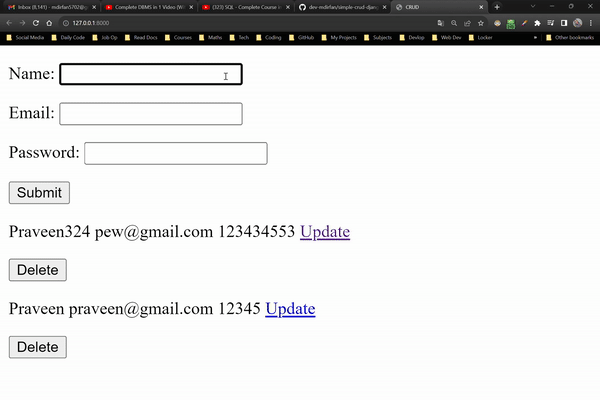 Inbox (8,141) - mdirfan5702@g
Complete DBMS in 1 Video (Wi
(323) SQL - Complete Course i
dev-mdirfan/simple-crud-djan
CRUD
127.0.0.1:8000
Social Media Daily Code Job Op Read Docs Courses Maths Tech Coding GitHub My Projects Subjects Devlop Web Dev Locker » Other bookmarks
Name:
Email:
Password:
Submit
Praveen324 pew@gmail.com 123434553 Update
Delete
Praveen praveen@gmail.com 12345 Update
Delete